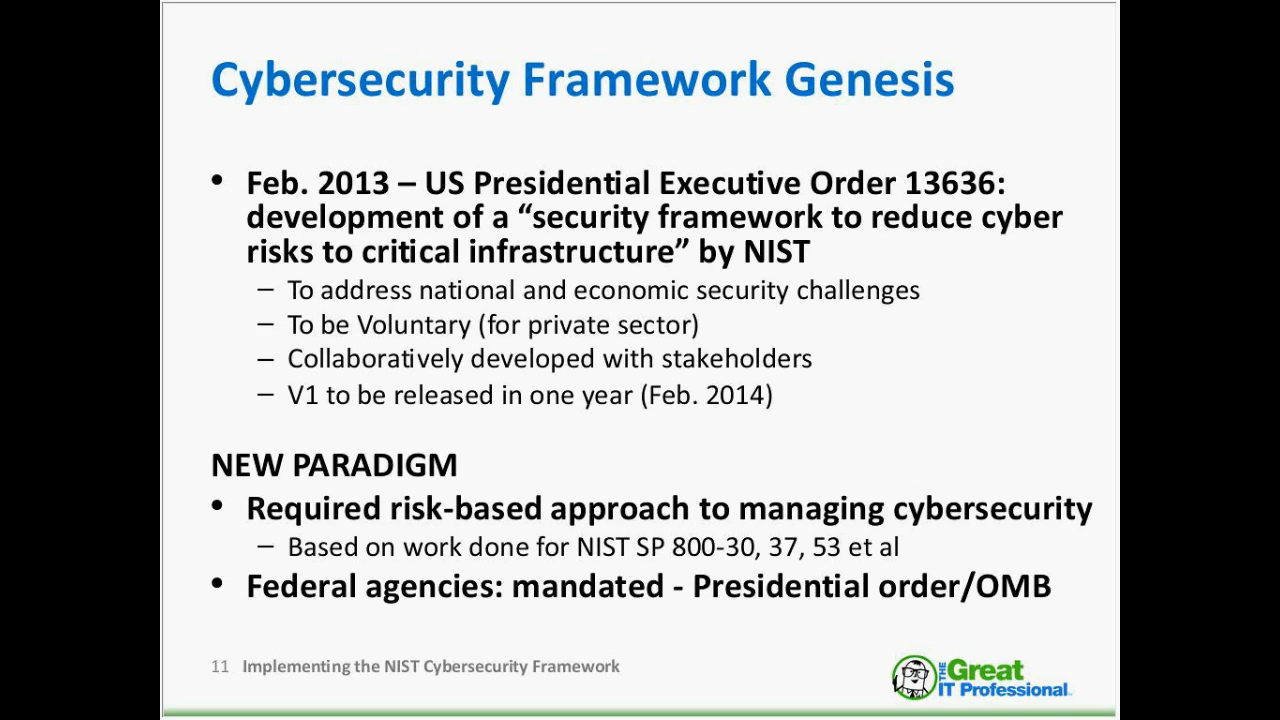 Cybersecurity Framework Genesis
• Feb. 2013 – US Presidential Executive Order 13636:
development of a “security framework to reduce cyber
risks to critical infrastructure” by NIST
– To address national and economic security challenges
– To be Voluntary (for private sector)
– Collaboratively developed with stakeholders
– V1 to be released in one year (Feb. 2014)
NEW PARADIGM
• Required risk-based approach to managing cybersecurity
– Based on work done for NIST SP 800-30, 37, 53 et al
• Federal agencies: mandated - Presidential order/OMB
11 Implementing the NIST Cybersecurity Framework
THE Great
IT Professional